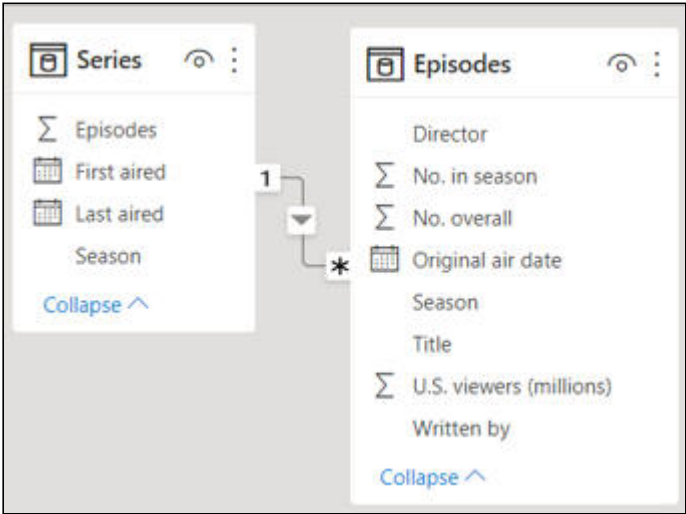 Series
Σ Episodes
First aired
Last aired
Season
Collapse
1
*
Episodes
Director
Σ No. in season
Σ No. overall
Original air date
Season
Title
Σ U.S. viewers (millions)
Written by
Collapse